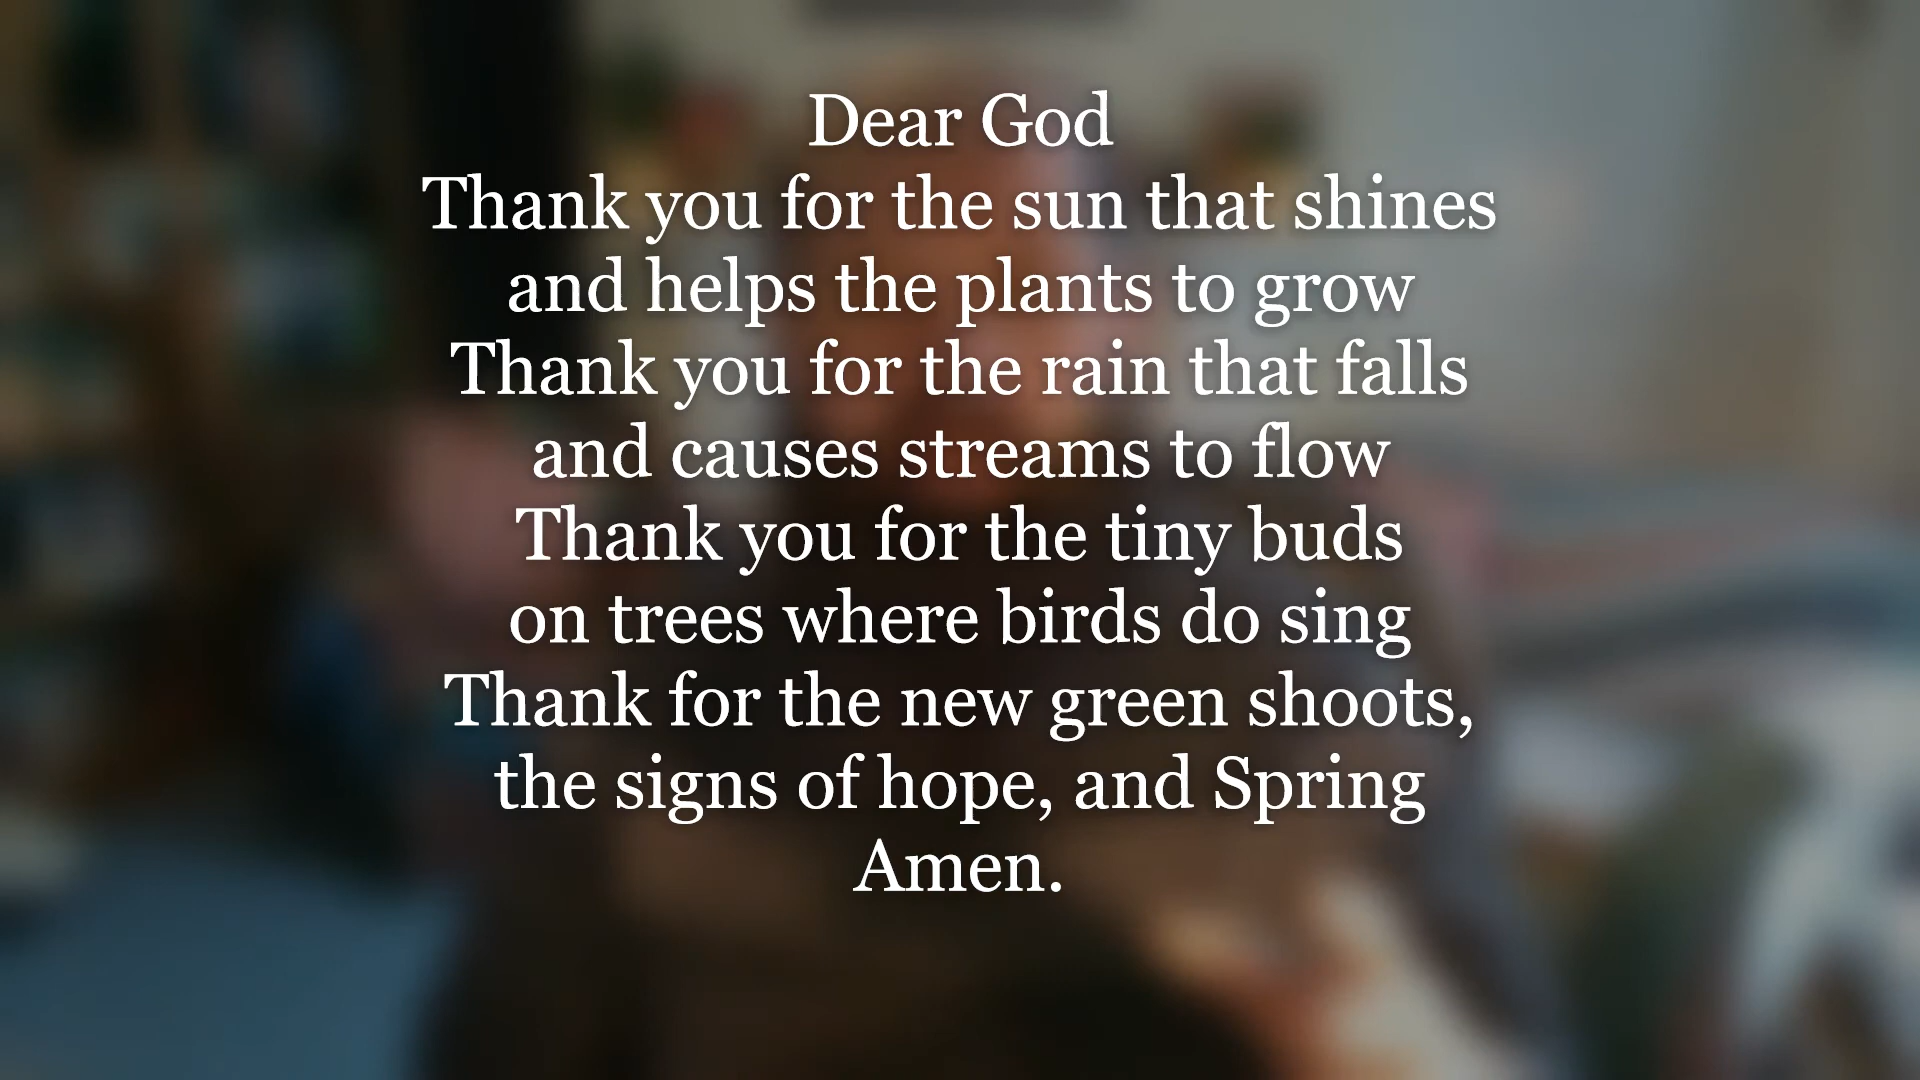 Dear God
Thank you for the sun that shines
and helps the plants to grow
Thank you for the rain that falls
and causes streams to flow
Thank you for the tiny buds
on trees where birds do sing
Thank for the new green shoots,
the signs of hope, and Spring
Amen.